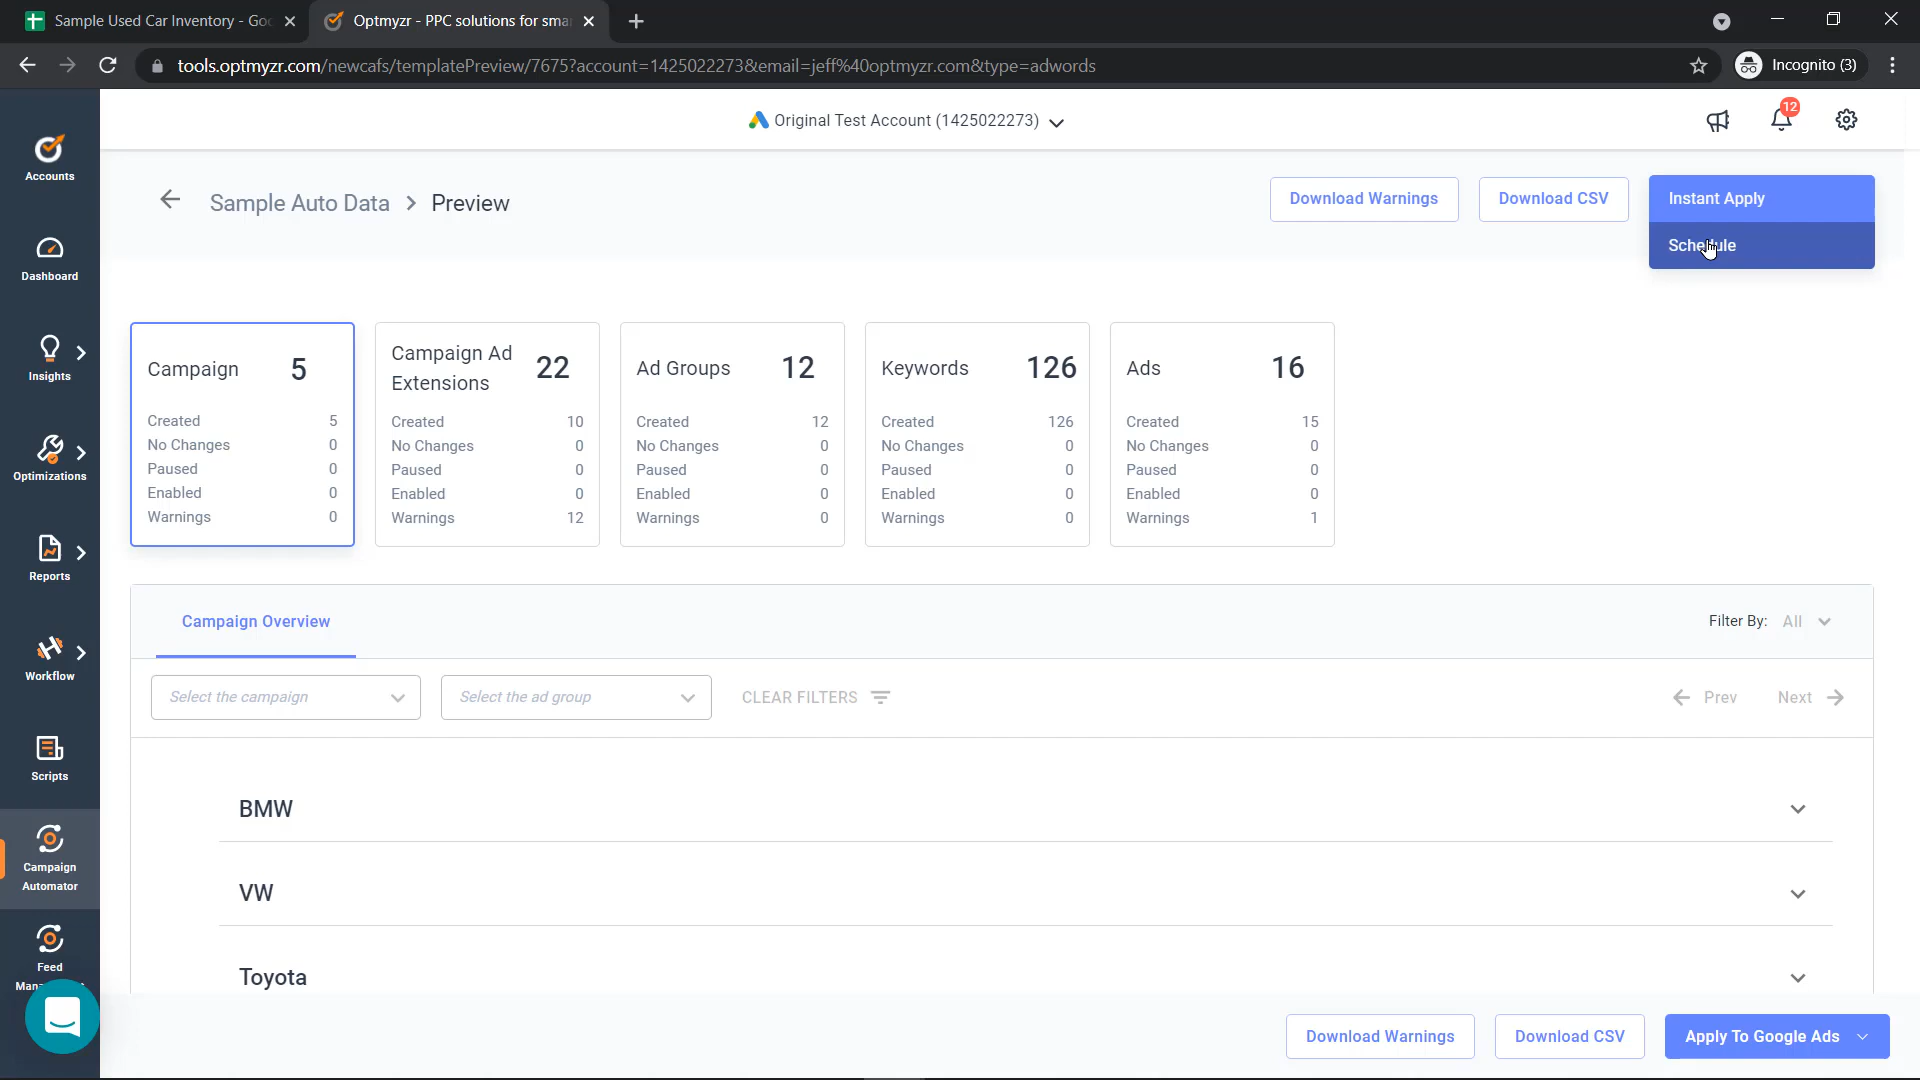 Sample Used Car Inventory - Goo
Optmyzr - PPC solutions for sma
tools.optmyzr.com/newcafs/templatePreview/7675?account=1425022273&email=jeff%40optmyzr.com&type=adwords
Incognito (3)
Original Test Account (1425022273)
12
Accounts
Dashboard
Insights
Optimizations
Reports
Workflow
Scripts
Campaign
Automator
Feed
Sample Auto Data > Preview
Download Warnings
Download CSV
Instant Apply
Schedule
Campaign 5
Created 5
No Changes 0
Paused 0
Enabled 0
Warnings 0
Campaign Ad
Extensions 22
Created 10
No Changes 0
Paused 0
Enabled 0
Warnings 12
Ad Groups 12
Created 12
No Changes 0
Paused 0
Enabled 0
Warnings 0
Keywords 126
Created 126
No Changes 0
Paused 0
Enabled 0
Warnings 0
Ads 16
Created 15
No Changes 0
Paused 0
Enabled 0
Warnings 1
Campaign Overview
Filter By: All
Select the campaign
Select the ad group
CLEAR FILTERS
Prev
Next
BMW
VW
Toyota
Download Warnings
Download CSV
Apply To Google Ads